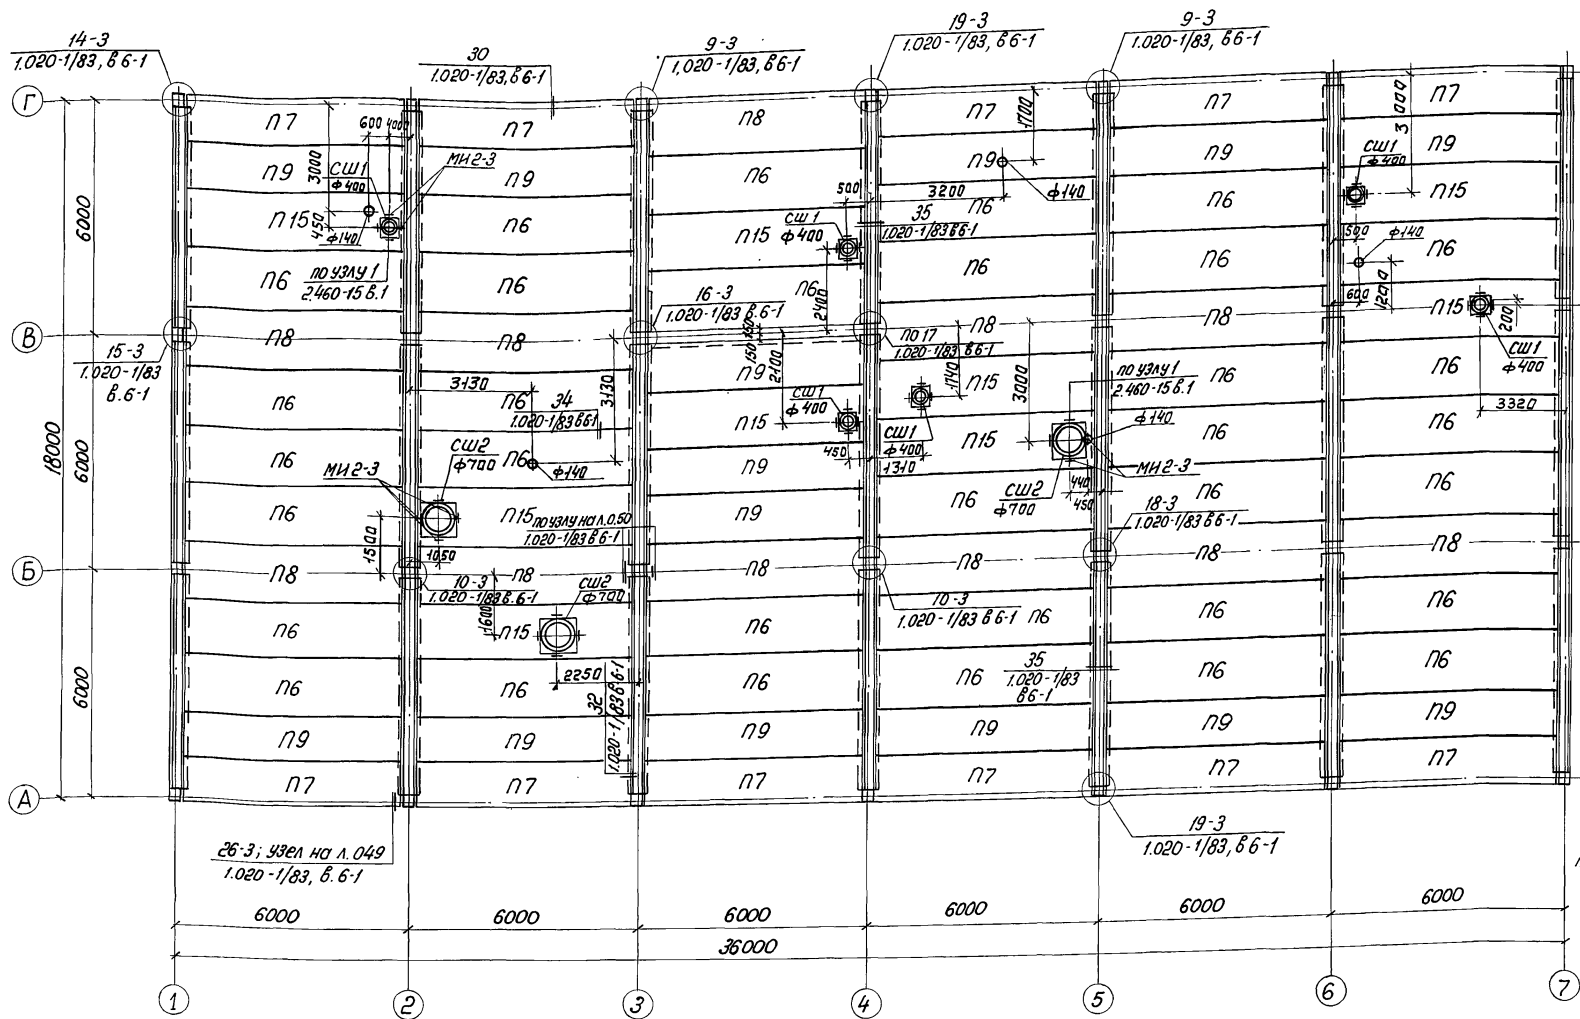 14-3
1.020-1/83, в 6-1
30
1.020-1/83, в 6-1
9-3
1,020-1/83, в 6-1
19-3
1.020-1/83, в 6-1
9-3
1.020-1/83, в 6-1
Г
П7
600
400
П7
П8
1700
П7
П7
3000
П7
3000
П9
СШ1
ф400
МИ2-3
П9
П6
П9
ф140
П9
СШ1
ф400
П9
6000
450
П15
ф140
П6
500
3200
П6
П6
П15
П15
СШ1
ф400
35
1.020-1/83 в 6-1
500
ф140
П6
П6
по узлу 1
2.460-15 в.1
П6
П6
2400
П6
П6
600
1200
П15
200
В
15-3
1.020-1/83
в.6-1
П8
П8
16-3
1.020-1/83 в.6-1
150
150
по 17
1.020-1/83 в 6-1
П8
П8
СШ1
ф400
18000
6000
П6
3130
П6
34
1.020-1/83 в 6-1
3130
П9
2100
СШ1
ф400
1740
П15
3000
по узлу 1
2.460-15 в.1
П6
П6
3320
П6
МИ2-3
СШ2
ф700
П6
ф140
П15
450
СШ1
ф400
1310
П15
ф140
П6
П6
П6
П15
по узлу на л.050
1.020-1/83 в 6-1
П9
П9
П6
СШ2
ф700
440
450
МИ2-3
П6
П6
1500
1050
18-3
1.020-1/83 в 6-1
Б
П8
10-3
1.020-1/83 в.6-1
П8
СШ2
ф700
П8
П8
П8
П8
10-3
1.020-1/83 в 6-1
6000
П6
1600
П15
П6
П6
П6
П6
П6
П6
2250
П6
П6
35
1.020-1/83
в 6-1
П6
П6
32
1.020-1/83 в 6-1
П9
П9
П9
П9
П9
П9
П7
П7
П7
П7
П7
П7
А
26-3; узел на л.049
1.020-1/83, в.6-1
19-3
1.020-1/83, в 6-1
6000
6000
6000
6000
6000
6000
36000
1
2
3
4
5
6
7